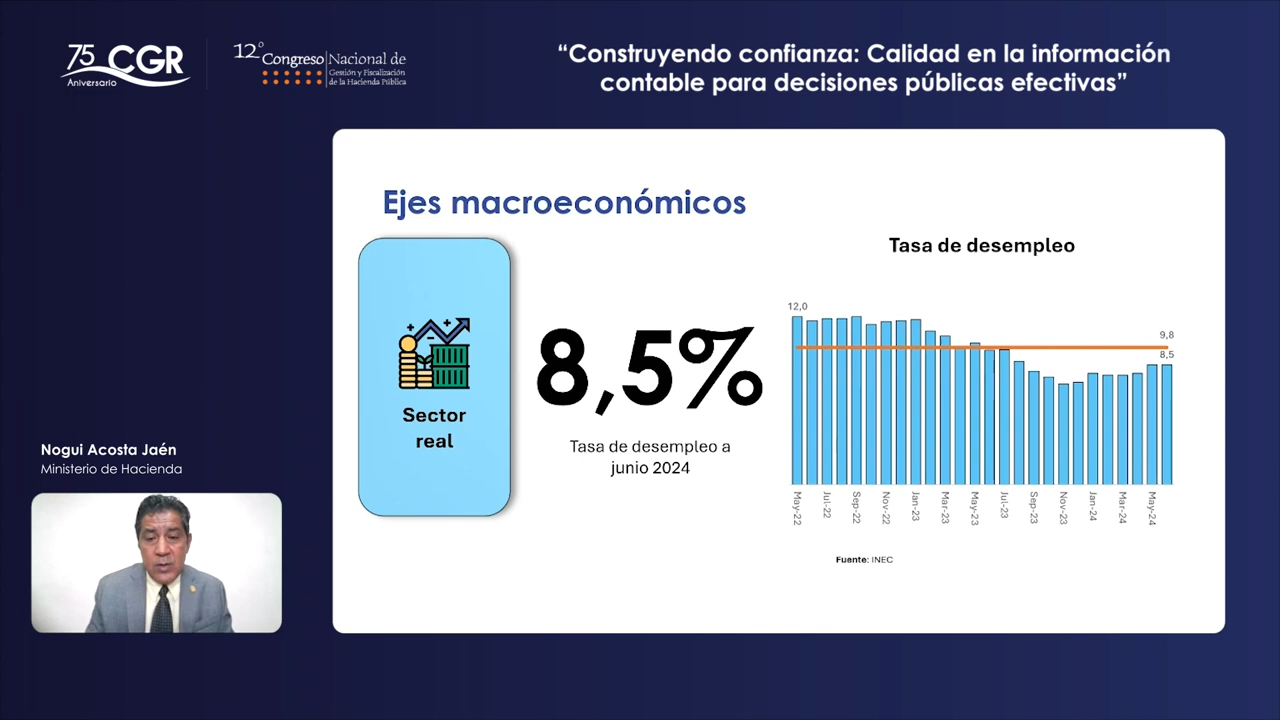 75 CGR
Aniversario
12° Congreso Nacional de
Gestión y Fiscalización
de la Hacienda Pública
“Construyendo confianza: Calidad en la información
contable para decisiones públicas efectivas”
Ejes macroeconómicos
Sector
real
8,5%
Tasa de desempleo a
junio 2024
Tasa de desempleo
12,0
9,8
8,5
May-22
Jul-22
Sep-22
Nov-22
Jan-23
Mar-23
May-23
Jul-23
Sep-23
Nov-23
Jan-24
Mar-24
May-24
Fuente: INEC
Nogui Acosta Jaén
Ministerio de Hacienda